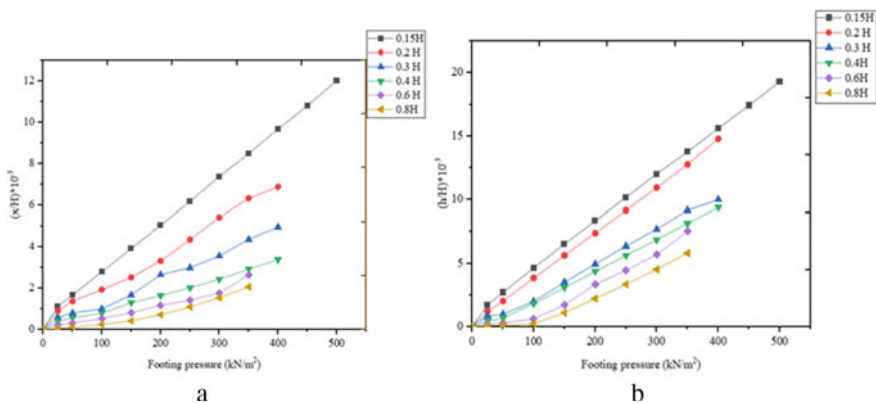 0.15H
0.2 H
0.3 H
0.4 H
0.6 H
0.8H
12
10
8
6
4
2
0
(x/H)*10⁻³
0 100 200 300 400 500
Footing pressure (kN/m²)
a
0.15H
0.2 H
0.3 H
0.4H
0.6 H
0.8H
20
15
10
5
0
(h/H)*10⁻³
0 100 200 300 400 500
Footing pressure (kN/m²)
b